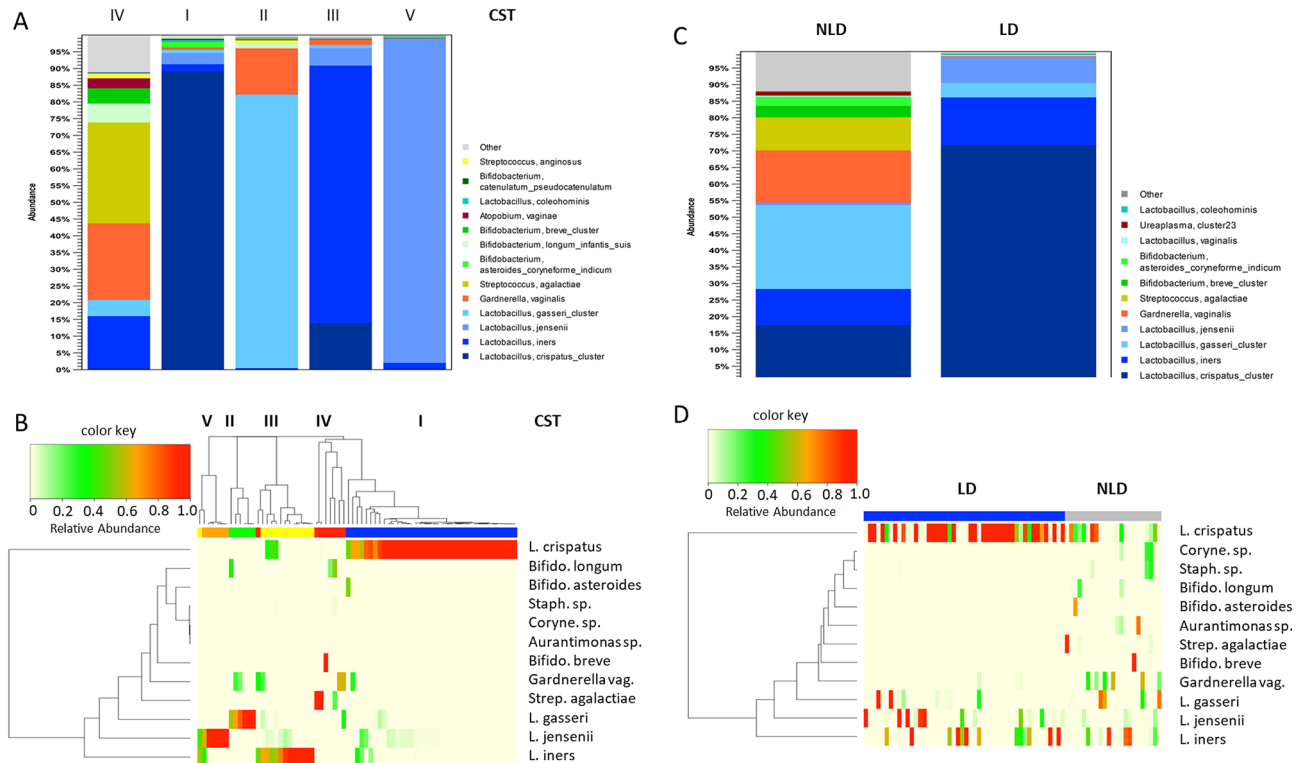 A
IV I II III V CST
Abundance
95%
90%
85%
80%
75%
70%
65%
60%
55%
50%
45%
40%
35%
30%
25%
20%
15%
10%
5%
0%
Other
Streptococcus, anginosus
Bifidobacterium,
catenulatum_pseudocatenulatum
Lactobacillus, coleohominis
Atopobium, vaginae
Bifidobacterium, breve_cluster
Bifidobacterium, longum_infantis_suis
Bifidobacterium,
asteroides_coryneforme_indicum
Streptococcus, agalactiae
Gardnerella, vaginalis
Lactobacillus, gasseri_cluster
Lactobacillus, jensenii
Lactobacillus, iners
Lactobacillus, crispatus_cluster
C
NLD LD
Abundance
95%
90%
85%
80%
75%
70%
65%
60%
55%
50%
45%
40%
35%
30%
25%
20%
15%
10%
5%
Other
Lactobacillus, coleohominis
Ureaplasma, cluster23
Lactobacillus, vaginalis
Bifidobacterium,
asteroides_coryneforme_indicum
Bifidobacterium, breve_cluster
Streptococcus, agalactiae
Gardnerella, vaginalis
Lactobacillus, jensenii
Lactobacillus, gasseri_cluster
Lactobacillus, iners
Lactobacillus, crispatus_cluster
B
color key
0 0.2 0.4 0.6 0.8 1.0
Relative Abundance
V II III IV I CST
L. crispatus
Bifido. longum
Bifido. asteroides
Staph. sp.
Coryne. sp.
Aurantimonas sp.
Bifido. breve
Gardnerella vag.
Strep. agalactiae
L. gasseri
L. jensenii
L. iners
D
color key
0 0.2 0.4 0.6 0.8 1.0
Relative Abundance
LD NLD
L. crispatus
Coryne. sp.
Staph. sp.
Bifido. longum
Bifido. asteroides
Aurantimonas sp.
Strep. agalactiae
Bifido. breve
Gardnerella vag.
L. gasseri
L. jensenii
L. iners